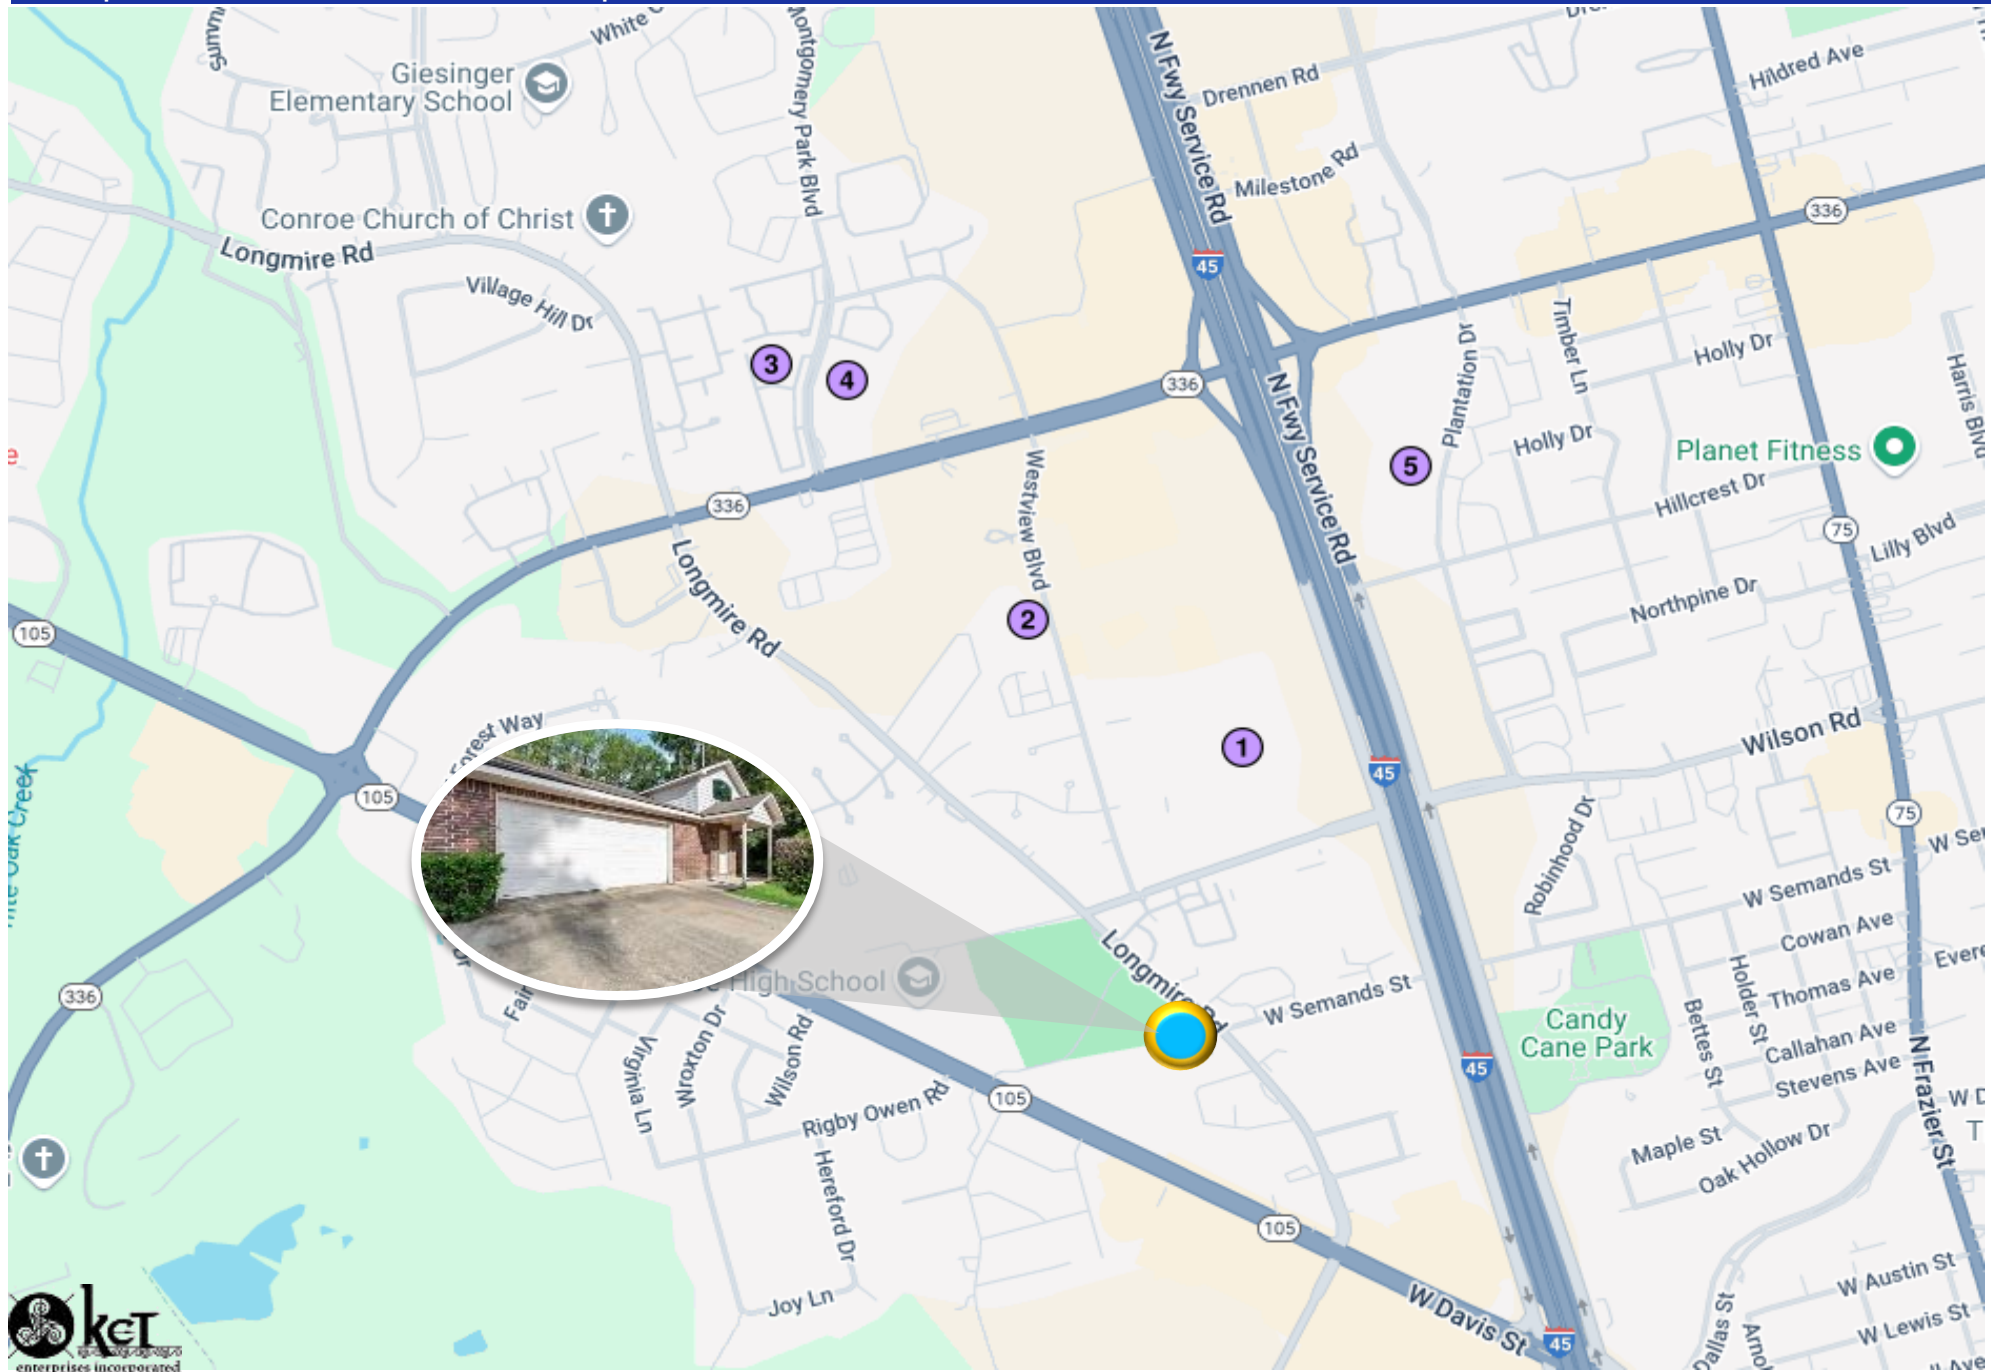 White O
Montgomery Park Blvd
N Fwy Service Rd
Drennen Rd
Hildred Ave
Giesinger
Elementary School
Milestone Rd
Conroe Church of Christ
Longmire Rd
336
45
Village Hill Dr
Timber Ln
Plantation Dr
Holly Dr
3
4
336
N Fwy Service Rd
Harris Blvd
5
Holly Dr
Planet Fitness
Hillcrest Dr
336
Westview Blvd
75
Lilly Blvd
Longmire Rd
Northpine Dr
2
105
Forest Way
1
Wilson Rd
45
105
Robinhood Dr
75
W Semands St
W Ser
Cowan Ave
Longmire Rd
High School
W Semands St
Holder St
Evere
Thomas Ave
336
Fair
Bettes St
Candy
Cane Park
Callahan Ave
Virginia Ln
Wroxton Dr
Wilson Rd
45
Stevens Ave
N Frazier St
105
Rigby Owen Rd
W D
T
Maple St
Oak Hollow Dr
Hereford Dr
105
W Austin St
Joy Ln
W Davis St
45
Dallas St
W Lewis St
kcT
enterprises incorporated